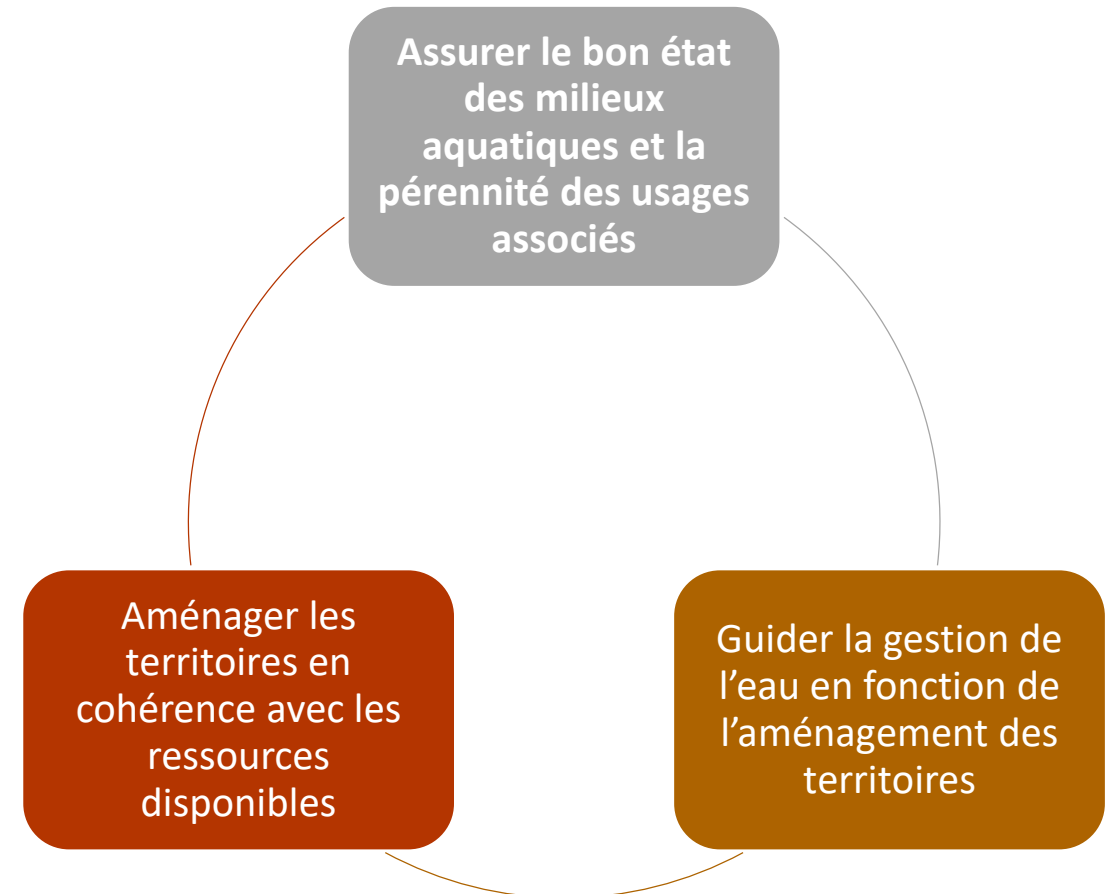 Assurer le bon état
des milieux
aquatiques et la
pérennité des usages
associés
Aménager les
territoires en
cohérence avec les
ressources
disponibles
Guider la gestion de
l’eau en fonction de
l’aménagement des
territoires